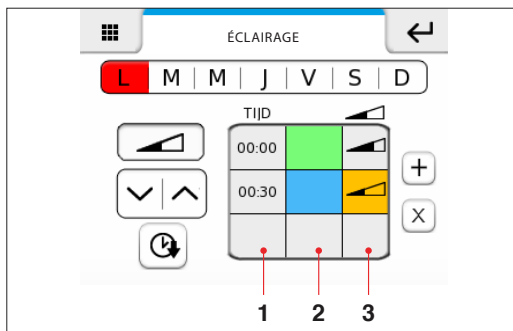 ÉCLAIRAGE
L | M | M | J | V | S | D
TIJD
00:00
00:30
+
X
1 2 3